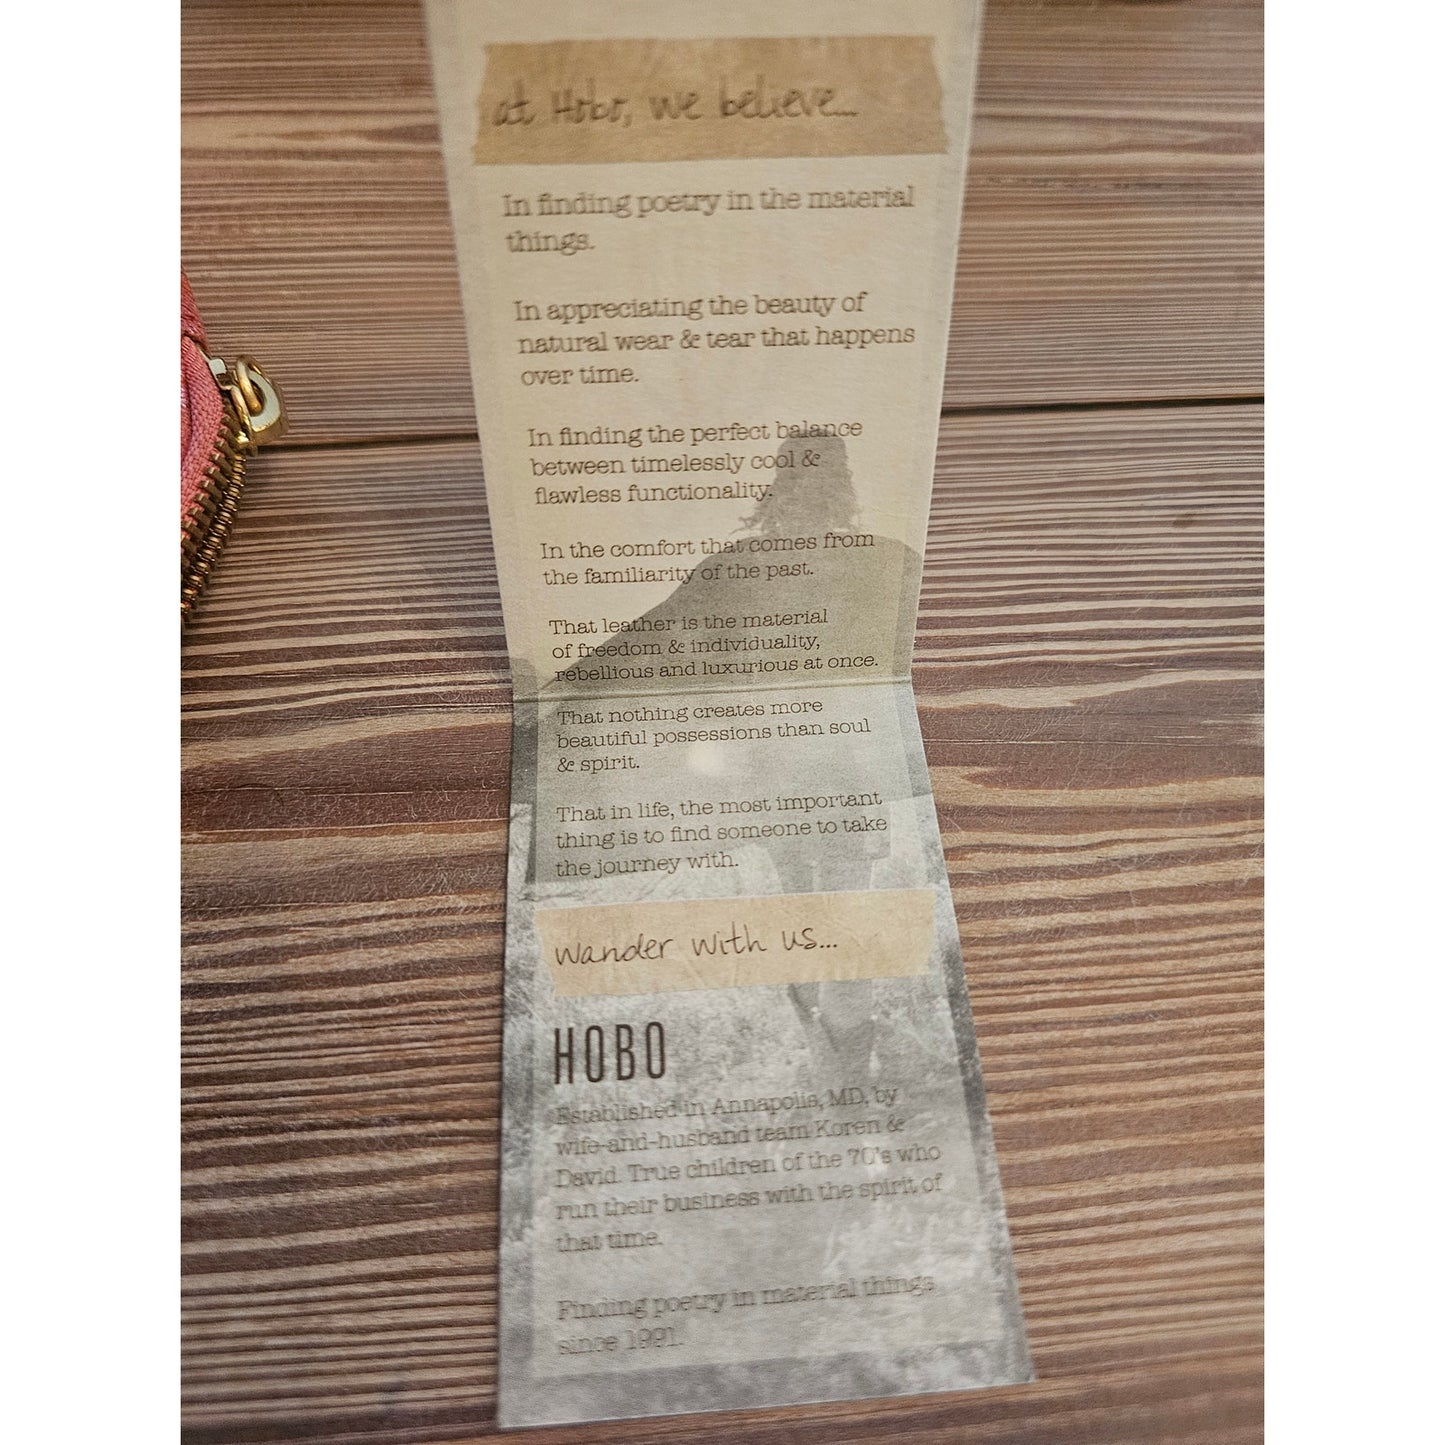 at Hobo, we believe...
In finding poetry in the material
things.
In appreciating the beauty of
natural wear & tear that happens
over time.
In finding the perfect balance
between timelessly cool &
flawless functionality.
In the comfort that comes from
the familiarity of the past.
That leather is the material
of freedom & individuality,
rebellious and luxurious at once.
That nothing creates more
beautiful possessions than soul
& spirit.
That in life, the most important
thing is to find someone to take
the journey with.
wander with us...
HOBO
Established in Annapolis, MD, by
wife-and-husband team Koren &
David. True children of the 70's who
run their business with the spirit of
that time.
Finding poetry in material things
since 1991.